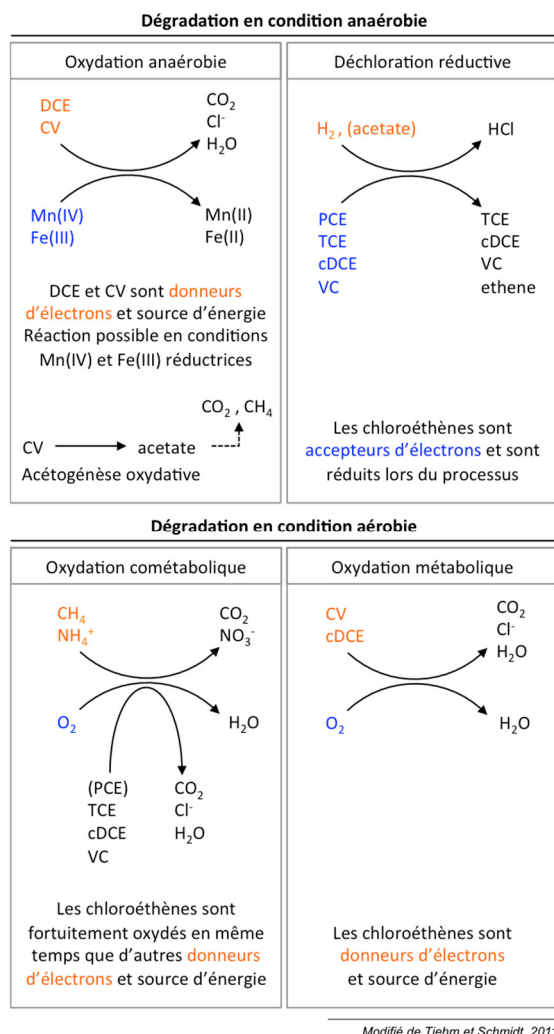 Dégradation en condition anaérobie
Oxydation anaérobie
DCE
CV
CO₂
Cl⁻
H₂O
Mn(IV)
Fe(III)
Mn(II)
Fe(II)
DCE et CV sont donneurs
d'électrons et source d'énergie
Réaction possible en conditions
Mn(IV) et Fe(III) réductrices
CO₂ , CH₄
CV acetate
Acétogénèse oxydative
Déchloration réductive
H₂ , (acetate)
HCl
PCE
TCE
cDCE
VC
TCE
cDCE
VC
ethene
Les chloroéthènes sont
accepteurs d'électrons et sont
réduits lors du processus
Dégradation en condition aérobie
Oxydation cométabolique
CH₄
NH₄⁺
CO₂
NO₃⁻
O₂
H₂O
(PCE)
TCE
cDCE
VC
CO₂
Cl⁻
H₂O
Les chloroéthènes sont
fortuitement oxydés en même
temps que d'autres donneurs
d'électrons et source d'énergie
Oxydation métabolique
CV
cDCE
CO₂
Cl⁻
H₂O
O₂
H₂O
Les chloroéthènes sont
donneurs d'électrons
et source d'énergie
Modifié de Tiehm et Schmidt,